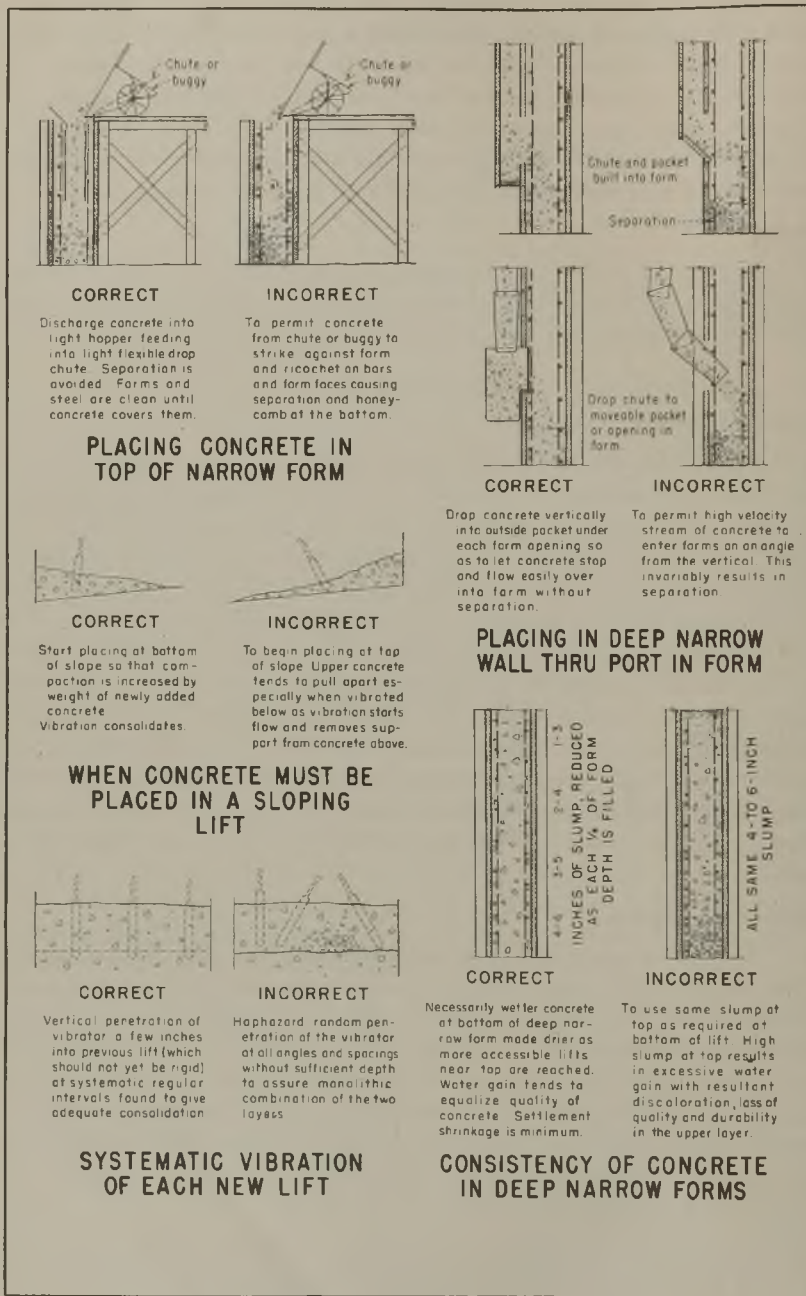 Chute or
buggy
Chute or
buggy
CORRECT
Discharge concrete into
light hopper feeding
into light flexible drop
chute. Separation is
avoided. Forms and
steel are clean until
concrete covers them.
INCORRECT
To permit concrete
from chute or buggy to
strike against form
and ricochet on bars
and form faces causing
separation and honey-
comb at the bottom.
PLACING CONCRETE IN
TOP OF NARROW FORM
CORRECT
Start placing at bottom
of slope so that com-
paction is increased by
weight of newly added
concrete
Vibration consolidates.
INCORRECT
To begin placing at top
of slope. Upper concrete
tends to pull apart es-
pecially when vibrated
below as vibration starts
flow and removes sup-
port from concrete above.
WHEN CONCRETE MUST BE
PLACED IN A SLOPING
LIFT
CORRECT
Vertical penetration of
vibrator a few inches
into previous lift (which
should not yet be rigid)
at systematic regular
intervals found to give
adequate consolidation
INCORRECT
Haphazard random pen-
etration of the vibrator
at all angles and spacings
without sufficient depth
to assure monolithic
combination of the two
layers
SYSTEMATIC VIBRATION
OF EACH NEW LIFT
Chute and pocket
built into form
Separation
Drop chute to
moveable pocket
or opening in
form.
CORRECT
Drop concrete vertically
into outside pocket under
each form opening so
as to let concrete stop
and flow easily over
into form without
separation.
INCORRECT
To permit high velocity
stream of concrete to
enter forms on an angle
from the vertical. This
invariably results in
separation
PLACING IN DEEP NARROW
WALL THRU PORT IN FORM
4-6 3-5 2-4 1-3
INCHES OF SLUMP, REDUCED
AS EACH ¼ OF FORM
DEPTH IS FILLED
ALL SAME 4-TO 6-INCH
SLUMP
CORRECT
Necessarily wetter concrete
at bottom of deep nar-
row form made drier as
more accessible lifts
near top are reached.
Water gain tends to
equalize quality of
concrete. Settlement
shrinkage is minimum.
INCORRECT
To use same slump at
top as required at
bottom of lift. High
slump at top results
in excessive water
gain with resultant
discoloration, loss of
quality and durability
in the upper layer.
CONSISTENCY OF CONCRETE
IN DEEP NARROW FORMS